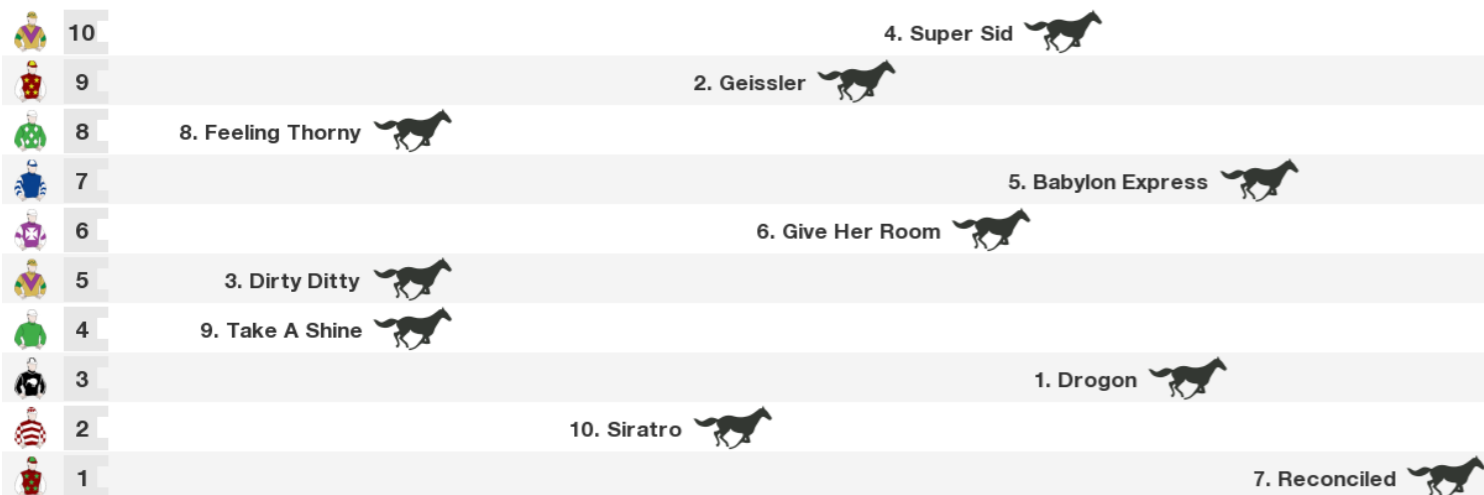 10 4. Super Sid
9 2. Geissler
8 8. Feeling Thorny
7 5. Babylon Express
6 6. Give Her Room
5 3. Dirty Ditty
4 9. Take A Shine
3 1. Drogon
2 10. Siratro
1 7. Reconciled